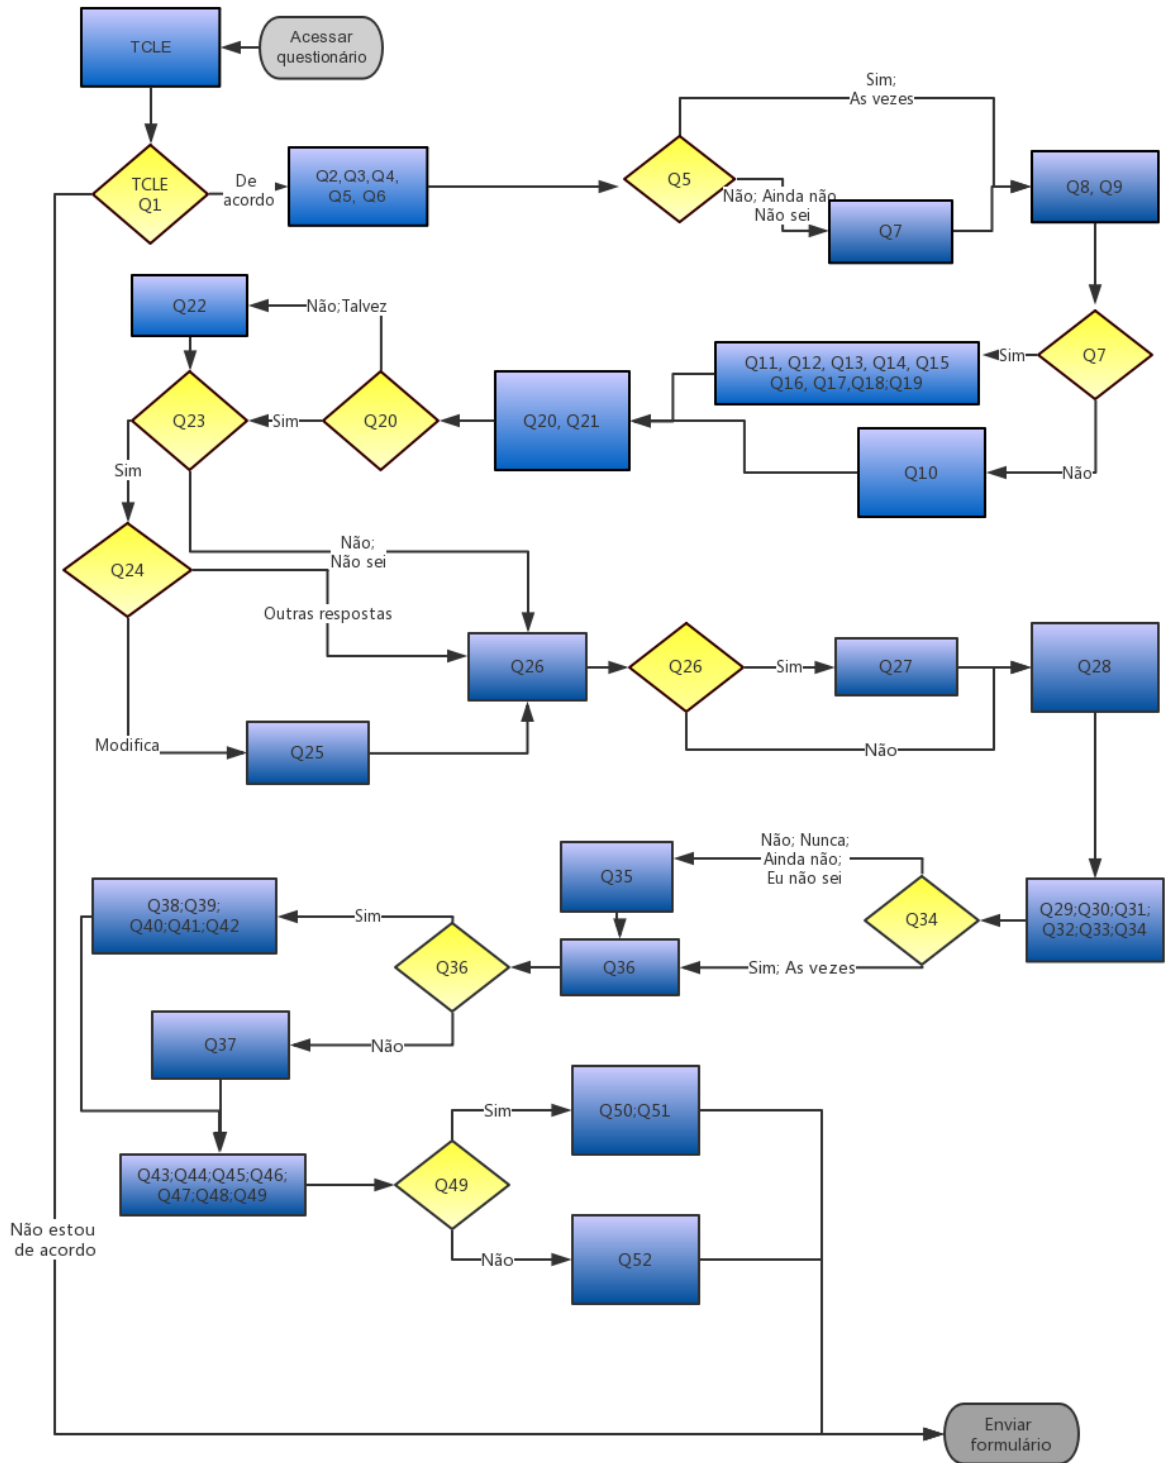 TCLE
Acessar
questionário
TCLE
Q1
De
acordo
Q2,Q3,Q4,
Q5, Q6
Q5
Sim;
As vezes
Não; Ainda não
Não sei
Q7
Q8, Q9
Q7
Sim
Não
Q11, Q12, Q13, Q14, Q15
Q16, Q17,Q18;Q19
Q10
Q20, Q21
Q20
Não;Talvez
Sim
Q22
Q23
Sim
Não;
Não sei
Q24
Outras respostas
Modifica
Q25
Q26
Q26
Sim
Não
Q27
Q28
Q29;Q30;Q31;
Q32;Q33;Q34
Q34
Não; Nunca;
Ainda não;
Eu não sei
Sim; As vezes
Q35
Q36
Q36
Sim
Não
Q38;Q39;
Q40;Q41;Q42
Q37
Q43;Q44;Q45;Q46;
Q47;Q48;Q49
Q49
Sim
Não
Q50;Q51
Q52
Não estou
de acordo
Enviar
formulário